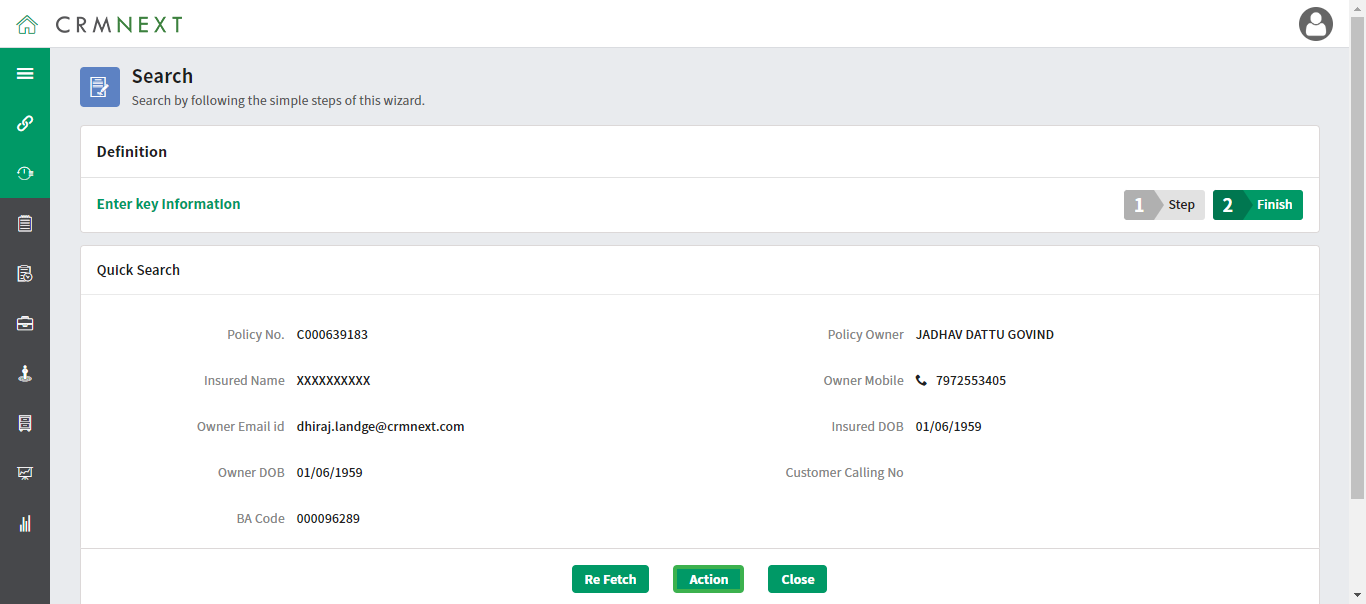 CRMNEXT
Search
Search by following the simple steps of this wizard.
Definition
Enter key Information
1 Step 2 Finish
Quick Search
Policy No. C000639183 Policy Owner JADHAV DATTU GOVIND
Insured Name XXXXXXXXXX Owner Mobile 7972553405
Owner Email id dhiraj.landge@crmnext.com Insured DOB 01/06/1959
Owner DOB 01/06/1959 Customer Calling No
BA Code 000096289
Re Fetch Action Close